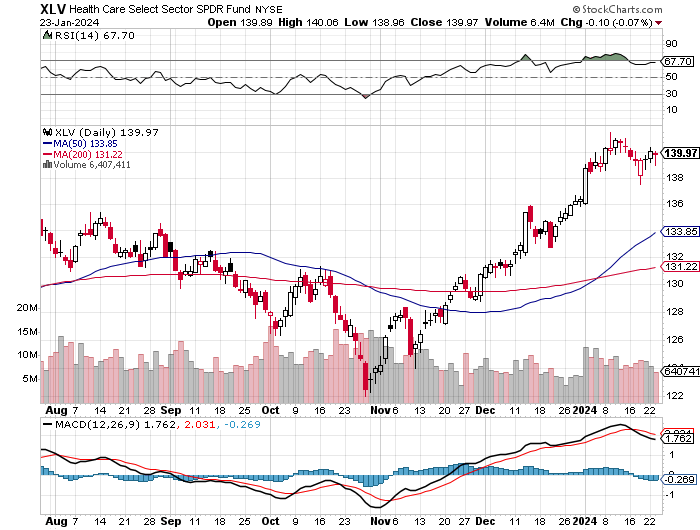 XLV Health Care Select Sector SPDR Fund NYSE © StockCharts.com
23-Jan-2024 Open 139.89 High 140.06 Low 138.96 Close 139.97 Volume 6.4M Chg -0.10 (-0.07%)
RSI(14) 67.70
90
67.70
50
30
10
XLV (Daily) 139.97
MA(50) 133.85
MA(200) 131.22
Volume 6,407,411
139.97
138
136
133.85
132
131.22
130
128
126
124
122
20M
15M
10M
5M
6407411
Aug 7 14 21 28 Sep 11 18 25 Oct 9 16 23 Nov 6 13 20 27 Dec 11 18 26 2024 8 16 22
MACD(12,26,9) 1.762, 2.031, -0.269
2.031
1.762
1
-0.269
-1
Aug 7 14 21 28 Sep 11 18 25 Oct 9 16 23 Nov 6 13 20 27 Dec 11 18 26 2024 8 16 22